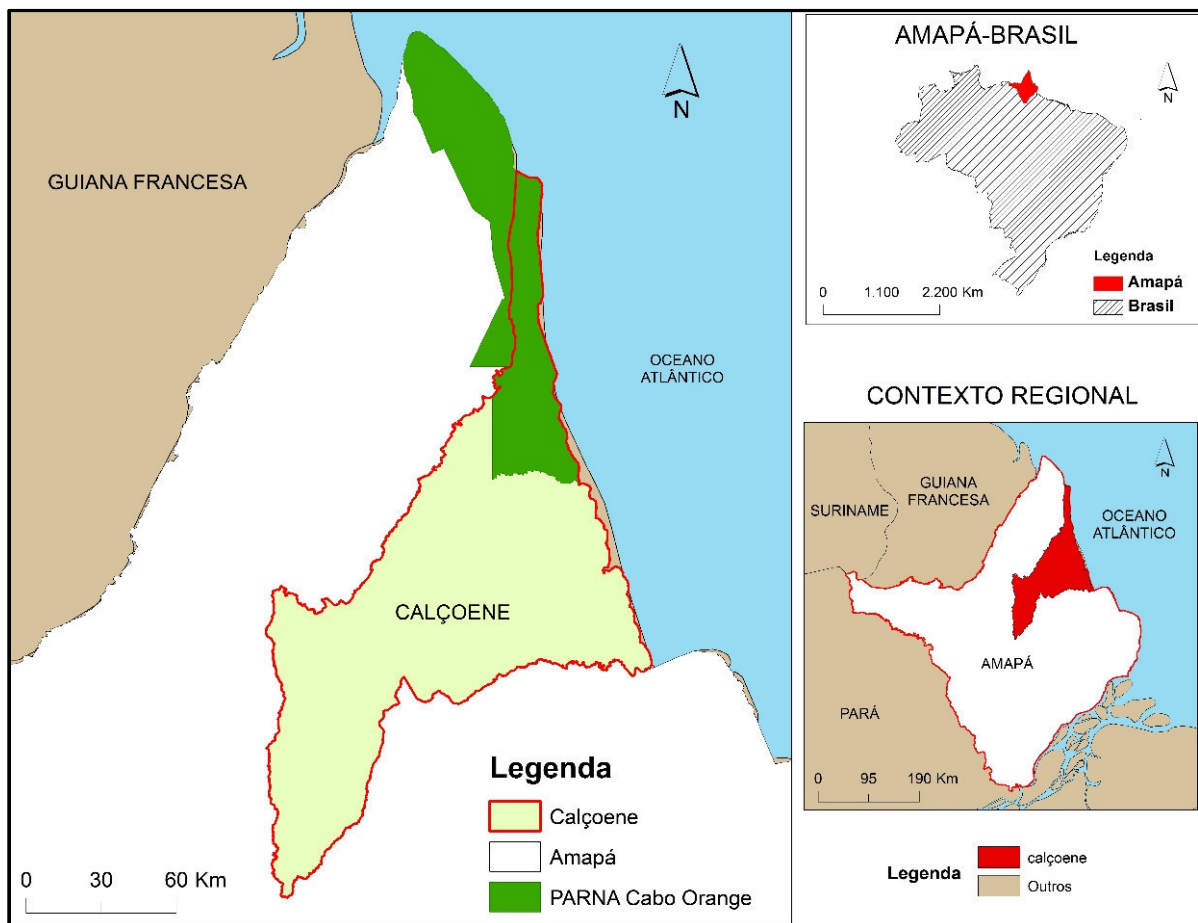 GUIANA FRANCESA
N
OCEANO
ATLÂNTICO
CALÇOENE
Legenda
Calçoene
Amapá
PARNA Cabo Orange
0 30 60 Km
AMAPÁ-BRASIL
N
Legenda
Amapá
Brasil
0 1.100 2.200 Km
CONTEXTO REGIONAL
N
GUIANA
FRANCESA
SURINAME
OCEANO
ATLÂNTICO
AMAPÁ
PARÁ
0 95 190 Km
Legenda
calçoene
Outros